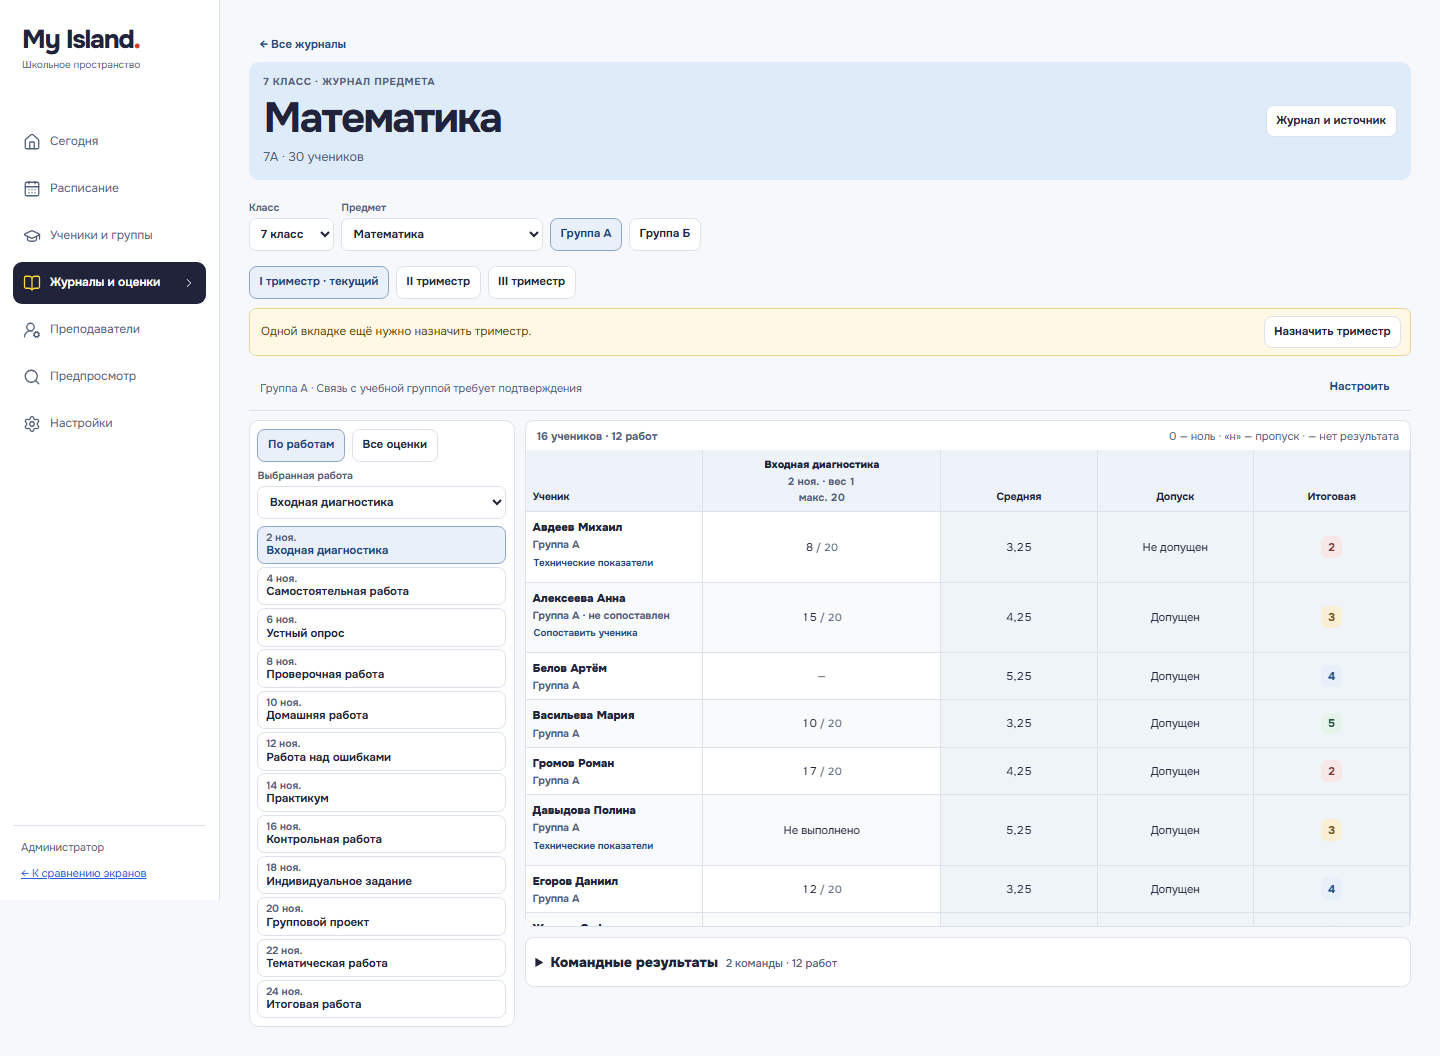 My Island.
Школьное пространство
Сегодня
Расписание
Ученики и группы
Журналы и оценки
Преподаватели
Предпросмотр
Настройки
Администратор
← К сравнению экранов
← Все журналы
7 КЛАСС · ЖУРНАЛ ПРЕДМЕТА
Математика
7А · 30 учеников
Журнал и источник
Класс
Предмет
7 класс
Математика
Группа А
Группа Б
I триместр · текущий
II триместр
III триместр
Одной вкладке ещё нужно назначить триместр.
Назначить триместр
Группа А · Связь с учебной группой требует подтверждения
Настроить
По работам
Все оценки
Выбранная работа
Входная диагностика
2 ноя.
Входная диагностика
4 ноя.
Самостоятельная работа
6 ноя.
Устный опрос
8 ноя.
Проверочная работа
10 ноя.
Домашняя работа
12 ноя.
Работа над ошибками
14 ноя.
Практикум
16 ноя.
Контрольная работа
18 ноя.
Индивидуальное задание
20 ноя.
Групповой проект
22 ноя.
Тематическая работа
24 ноя.
Итоговая работа
16 учеников · 12 работ
0 — ноль · «н» — пропуск · — нет результата
Ученик
Входная диагностика
2 ноя. · вес 1
макс. 20
Средняя
Допуск
Итоговая
Авдеев Михаил
Группа А
Технические показатели
8 / 20
3,25
Не допущен
2
Алексеева Анна
Группа А · не сопоставлен
Сопоставить ученика
15 / 20
4,25
Допущен
3
Белов Артём
Группа А
—
5,25
Допущен
4
Васильева Мария
Группа А
10 / 20
3,25
Допущен
5
Громов Роман
Группа А
17 / 20
4,25
Допущен
2
Давыдова Полина
Группа А
Технические показатели
Не выполнено
5,25
Допущен
3
Егоров Даниил
Группа А
12 / 20
3,25
Допущен
4
Командные результаты
2 команды · 12 работ